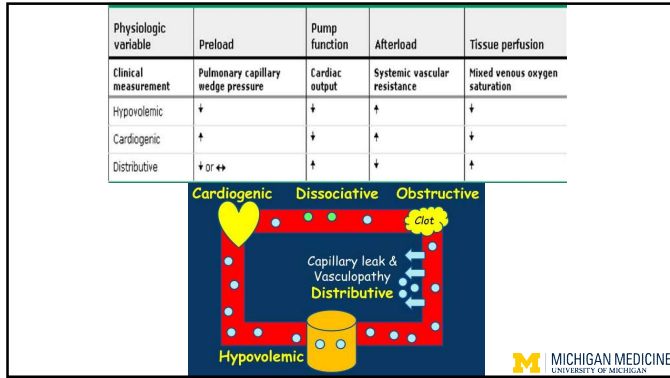 Physiologic variable Preload Pump function Afterload Tissue perfusion
Clinical measurement Pulmonary capillary wedge pressure Cardiac output Systemic vascular resistance Mixed venous oxygen saturation
Hypovolemic ↓ ↓ ↑ ↓
Cardiogenic ↑ ↓ ↑ ↓
Distributive ↓ or ↔ ↑ ↓ ↑
Cardiogenic Dissociative Obstructive
Clot
Capillary leak &
Vasculopathy
Distributive
Hypovolemic
M MICHIGAN MEDICINE
UNIVERSITY OF MICHIGAN